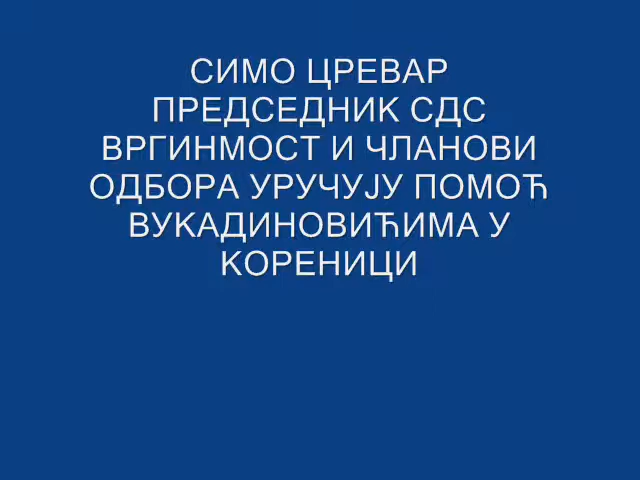 СИМО ЦРЕВАР
ПРЕДСЕДНИК СДС
ВРГИНМОСТ И ЧЛАНОВИ
ОДБОРА УРУЧУЈУ ПОМОЋ
ВУКАДИНОВИЋИМА У
КОРЕНИЦИ